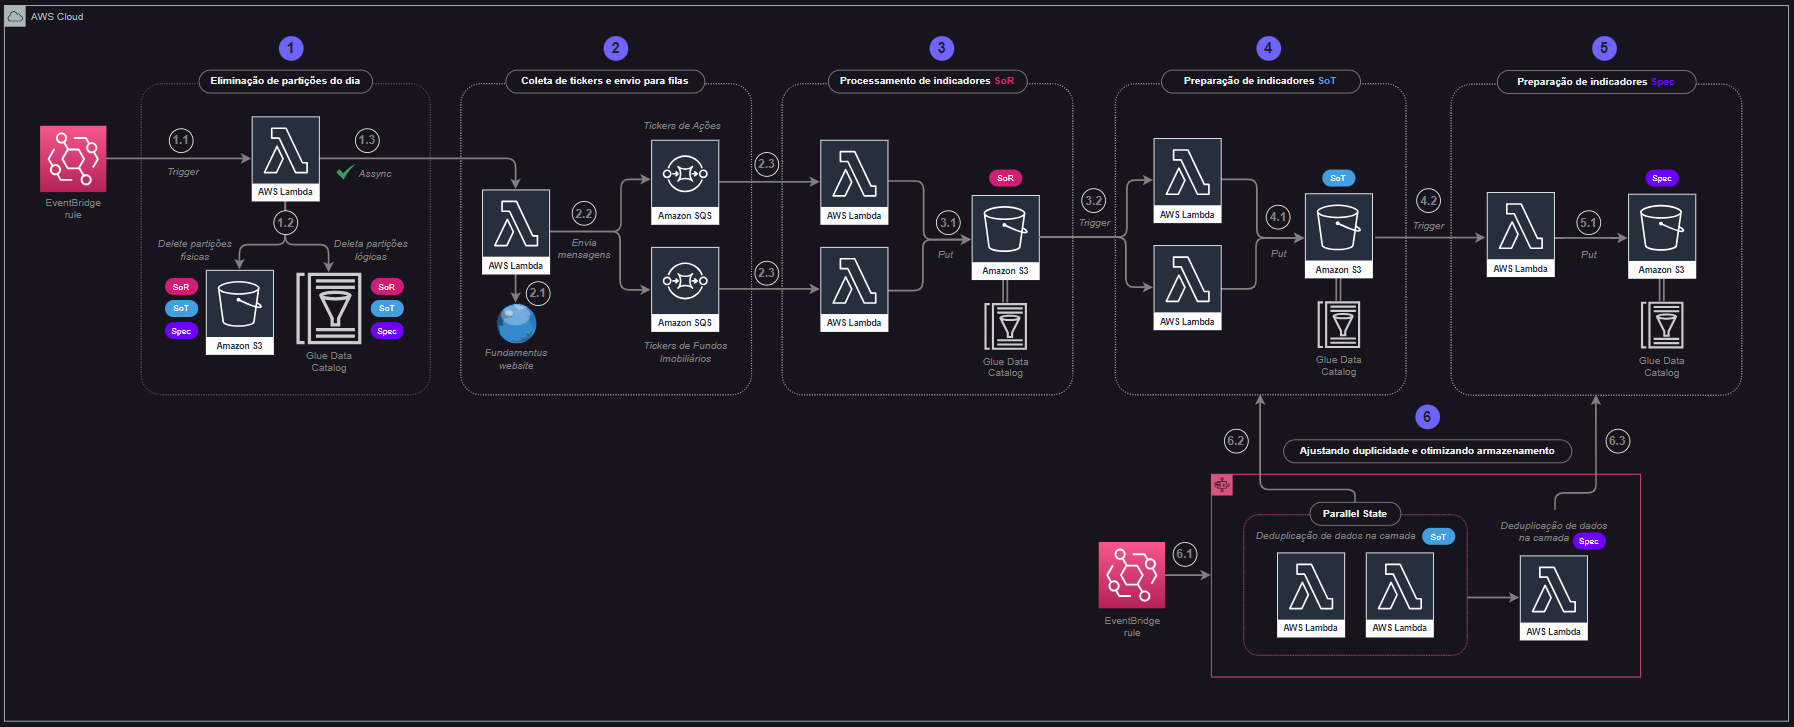 AWS Cloud
1
Eliminação de partições do dia
EventBridge
rule
1.1
Trigger
AWS Lambda
1.3
Assync
1.2
Delete partições
físicas
Deleta partições
lógicas
SoR
SoT
Spec
Amazon S3
SoR
SoT
Spec
Glue Data
Catalog
2
Coleta de tickers e envio para filas
AWS Lambda
2.1
Fundamentus
website
2.2
Envia
mensagens
Tickers de Ações
Amazon SQS
Amazon SQS
Tickers de Fundos
Imobiliários
2.3
2.3
3
Processamento de indicadores SoR
AWS Lambda
AWS Lambda
3.1
Put
SoR
Amazon S3
Glue Data
Catalog
3.2
Trigger
4
Preparação de indicadores SoT
AWS Lambda
AWS Lambda
4.1
Put
SoT
Amazon S3
Glue Data
Catalog
4.2
Trigger
5
Preparação de indicadores Spec
AWS Lambda
5.1
Put
Spec
Amazon S3
Glue Data
Catalog
6
Ajustando duplicidade e otimizando armazenamento
6.2
6.3
EventBridge
rule
6.1
Parallel State
Deduplicação de dados na camada SoT
AWS Lambda
AWS Lambda
Deduplicação de dados
na camada Spec
AWS Lambda